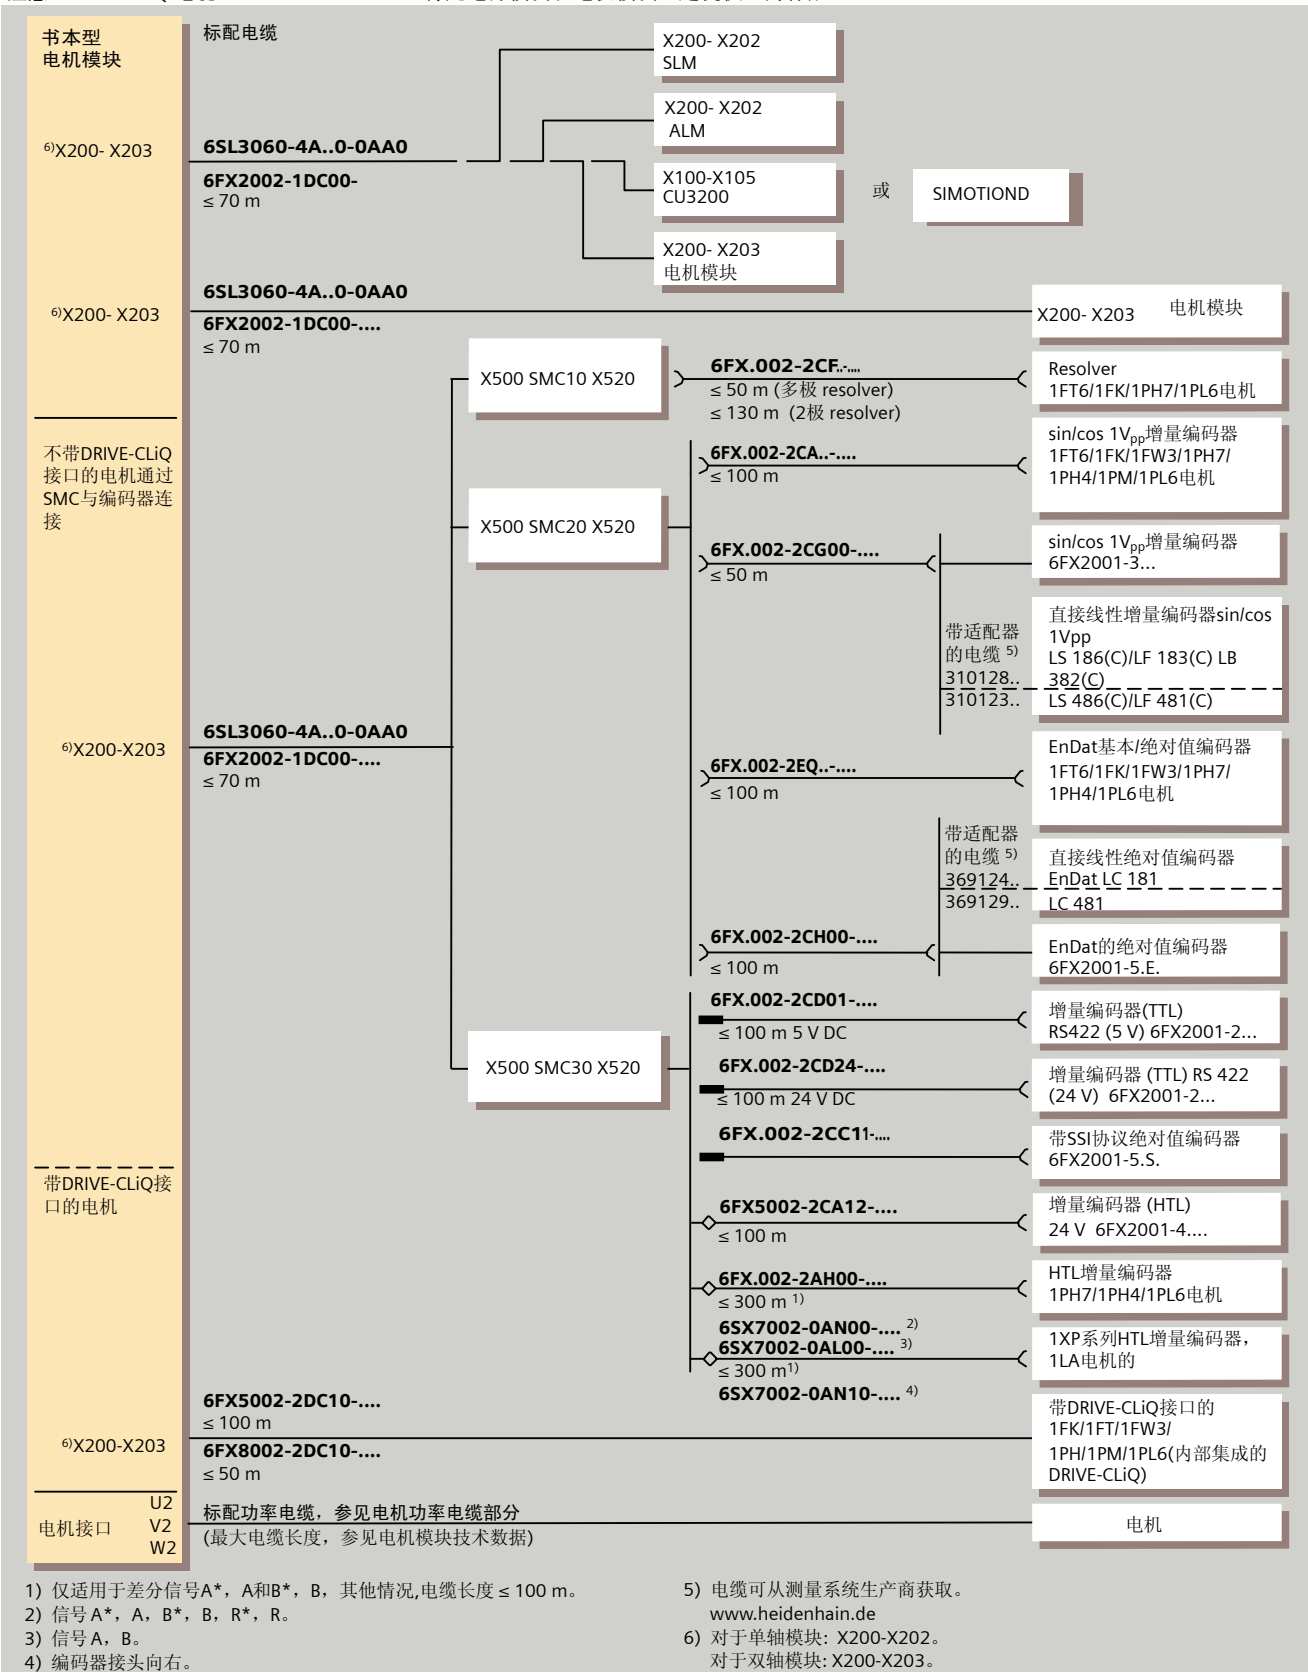 书本型
电机模块
标配电缆
X200- X202
SLM
X200- X202
ALM
6)X200- X203
6SL3060-4A..0-0AA0
6FX2002-1DC00-
≤ 70 m
X100-X105
CU3200
或
SIMOTIOND
X200- X203
电机模块
6)X200- X203
6SL3060-4A..0-0AA0
6FX2002-1DC00-....
≤ 70 m
X200- X203 电机模块
X500 SMC10 X520
6FX.002-2CF..-....
≤ 50 m (多极 resolver)
≤ 130 m (2极 resolver)
Resolver
1FT6/1FK/1PH7/1PL6电机
不带DRIVE-CLiQ
接口的电机通过
SMC与编码器连
接
X500 SMC20 X520
6FX.002-2CA..-....
≤ 100 m
sin/cos 1Vpp增量编码器
1FT6/1FK/1FW3/1PH7/
1PH4/1PM/1PL6电机
6FX.002-2CG00-....
≤ 50 m
sin/cos 1Vpp增量编码器
6FX2001-3...
带适配器
的电缆 5)
310128..
310123..
直接线性增量编码器sin/cos
1Vpp
LS 186(C)/LF 183(C) LB
382(C)
LS 486(C)/LF 481(C)
6)X200-X203
6SL3060-4A..0-0AA0
6FX2002-1DC00-....
≤ 70 m
6FX.002-2EQ..-....
≤ 100 m
EnDat基本/绝对值编码器
1FT6/1FK/1FW3/1PH7/
1PH4/1PL6电机
带适配器
的电缆 5)
369124..
369129..
直接线性绝对值编码器
EnDat LC 181
LC 481
6FX.002-2CH00-....
≤ 100 m
EnDat的绝对值编码器
6FX2001-5.E.
X500 SMC30 X520
6FX.002-2CD01-....
≤ 100 m 5 V DC
增量编码器(TTL)
RS422 (5 V) 6FX2001-2...
6FX.002-2CD24-....
≤ 100 m 24 V DC
增量编码器 (TTL) RS 422
(24 V) 6FX2001-2...
6FX.002-2CC11-....
带SSI协议绝对值编码器
6FX2001-5.S.
带DRIVE-CLiQ接
口的电机
6FX5002-2CA12-....
≤ 100 m
增量编码器 (HTL)
24 V 6FX2001-4....
6FX.002-2AH00-....
≤ 300 m 1)
HTL增量编码器
1PH7/1PH4/1PL6电机
6SX7002-0AN00-.... 2)
6SX7002-0AL00-.... 3)
≤ 300 m1)
6SX7002-0AN10-.... 4)
1XP系列HTL增量编码器，
1LA电机的
6)X200-X203
6FX5002-2DC10-....
≤ 100 m
6FX8002-2DC10-....
≤ 50 m
带DRIVE-CLiQ接口的
1FK/1FT/1FW3/
1PH/1PM/1PL6(内部集成的
DRIVE-CLiQ)
电机接口
U2
V2
W2
标配功率电缆，参见电机功率电缆部分
(最大电缆长度，参见电机模块技术数据)
电机
1) 仅适用于差分信号A*，A和B*，B，其他情况,电缆长度 ≤ 100 m。
2) 信号 A*，A，B*，B，R*，R。
3) 信号 A，B。
4) 编码器接头向右。
5) 电缆可从测量系统生产商获取。
www.heidenhain.de
6) 对于单轴模块: X200-X202。
对于双轴模块: X200-X203。